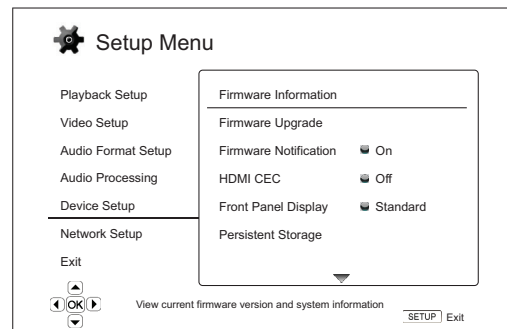 Setup Menu
Playback Setup
Video Setup
Audio Format Setup
Audio Processing
Device Setup
Network Setup
Exit
Firmware Information
Firmware Upgrade
Firmware Notification On
HDMI CEC Off
Front Panel Display Standard
Persistent Storage
OK
View current firmware version and system information
SETUP Exit